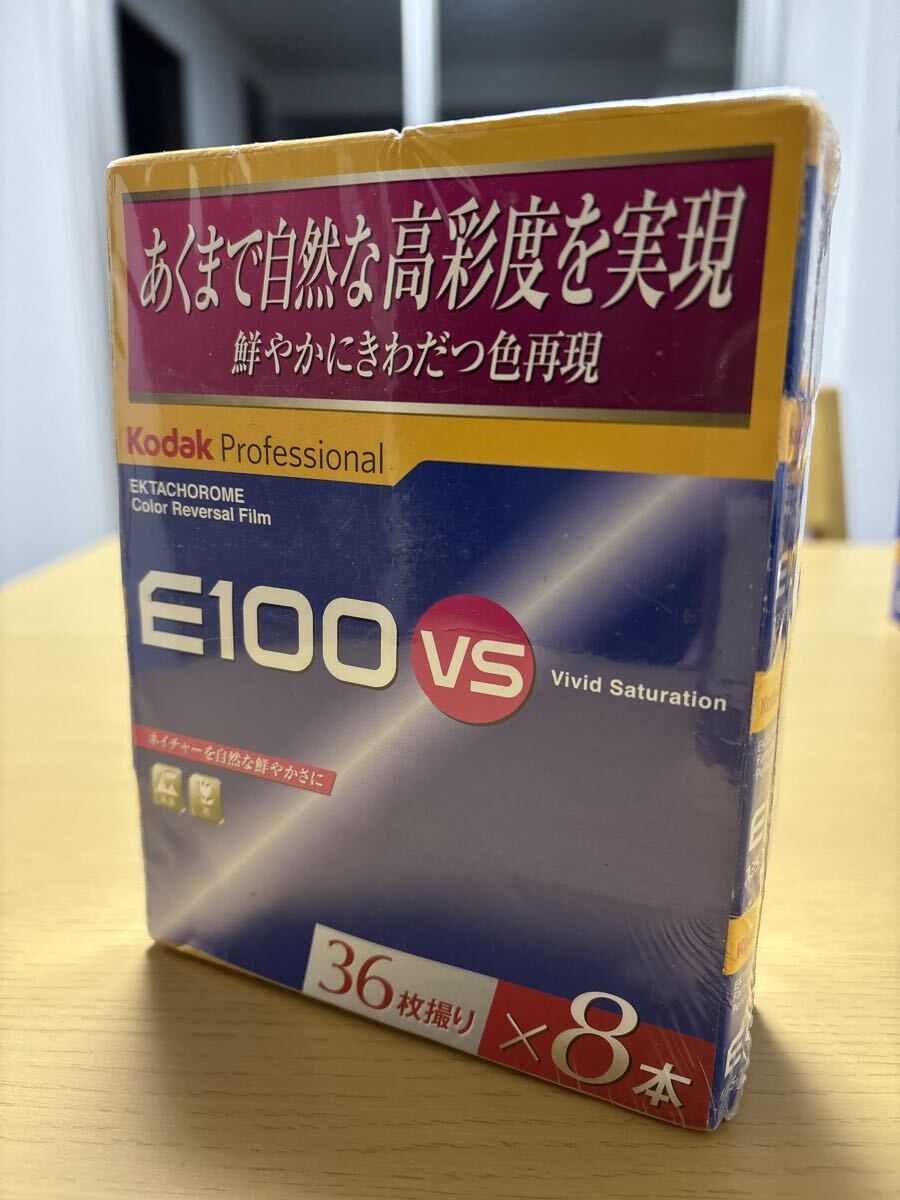 あくまで自然な高彩度を実現
鮮やかにきわだつ色再現
Kodak Professional
EKTACHOROME
Color Reversal Film
E100 VS
Vivid Saturation
ネイチャーを自然な鮮やかさに
36枚撮り×8本